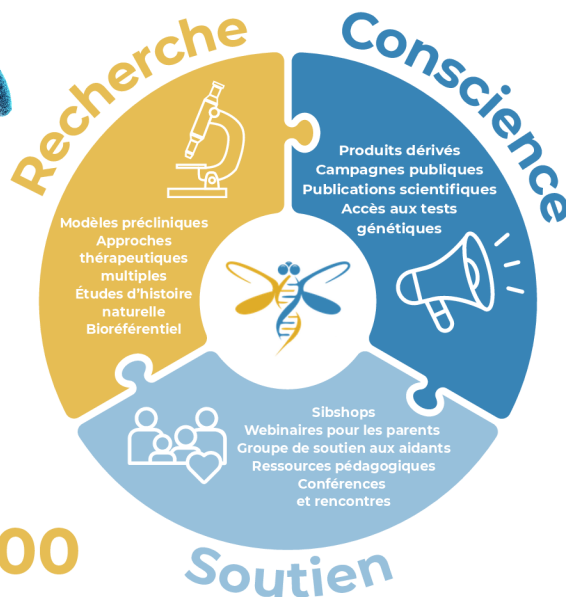 Recherche
Modèles précliniques
Approches
thérapeutiques
multiples
Études d'histoire
naturelle
Bioréférentiel
Conscience
Produits dérivés
Campagnes publiques
Publications scientifiques
Accès aux tests
génétiques
Sibshops
Webinaires pour les parents
Groupe de soutien aux aidants
Ressources pédagogiques
Conférences
et rencontres
Soutien
00